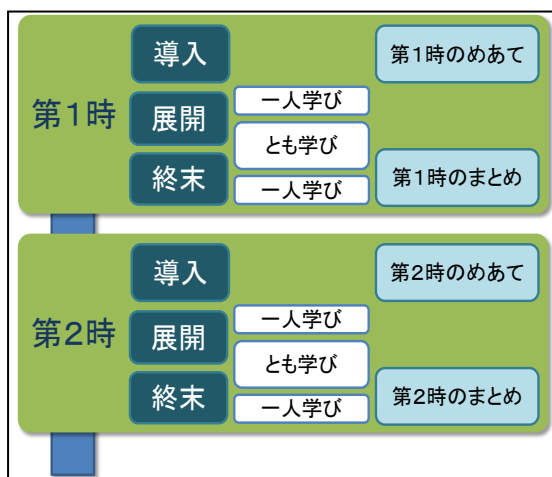 第1時
導入
展開
終末
一人学び
とも学び
一人学び
第1時のめあて
第1時のまとめ
第2時
導入
展開
終末
一人学び
とも学び
一人学び
第2時のめあて
第2時のまとめ